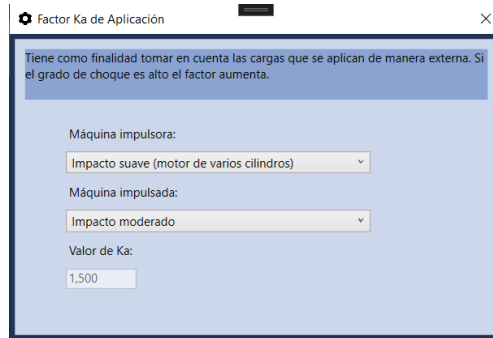 Factor Ka de Aplicación
Tiene como finalidad tomar en cuenta las cargas que se aplican de manera externa. Si
el grado de choque es alto el factor aumenta.
Máquina impulsora:
Impacto suave (motor de varios cilindros)
Máquina impulsada:
Impacto moderado
Valor de Ka:
1,500